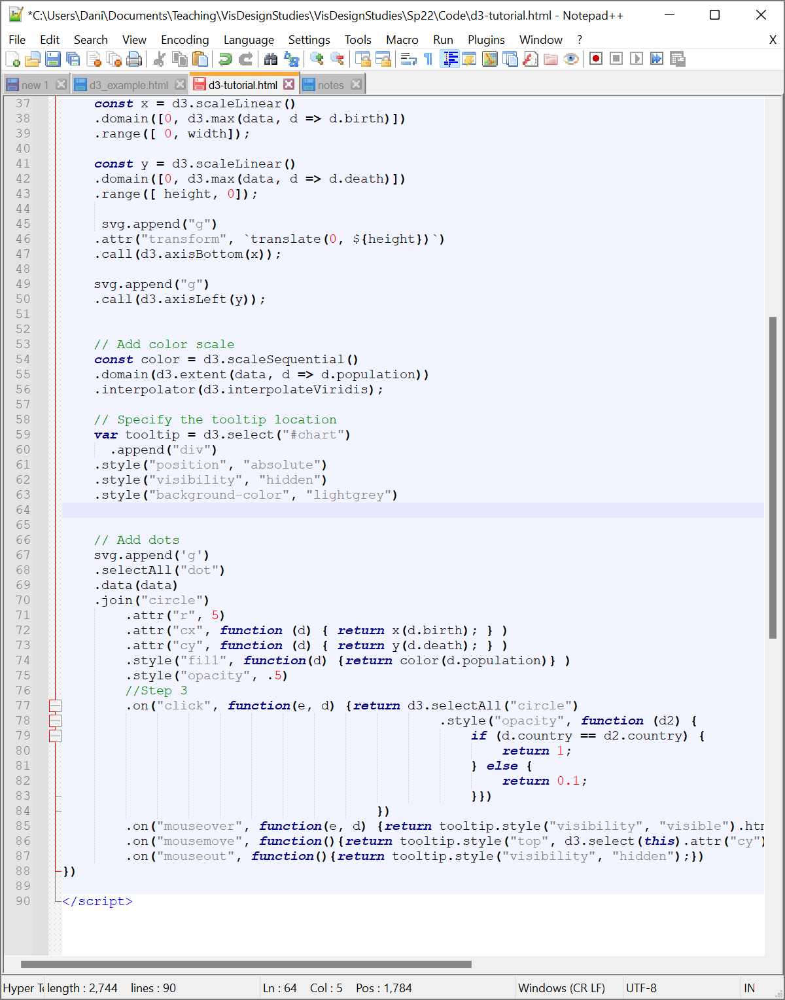 *C:\Users\Dani\Documents\Teaching\VisDesignStudies\VisDesignStudies\Sp22\Code\d3-tutorial.html - Notepad++
File Edit Search View Encoding Language Settings Tools Macro Run Plugins Window ? X
new 1 d3_example.html d3-tutorial.html notes
37 const x = d3.scaleLinear()
38 .domain([0, d3.max(data, d => d.birth)])
39 .range([ 0, width]);
40
41 const y = d3.scaleLinear()
42 .domain([0, d3.max(data, d => d.death)])
43 .range([ height, 0]);
44
45 svg.append("g")
46 .attr("transform", `translate(0, ${height})`)
47 .call(d3.axisBottom(x));
48
49 svg.append("g")
50 .call(d3.axisLeft(y));
51
52
53 // Add color scale
54 const color = d3.scaleSequential()
55 .domain(d3.extent(data, d => d.population))
56 .interpolator(d3.interpolateViridis);
57
58 // Specify the tooltip location
59 var tooltip = d3.select("#chart")
60 .append("div")
61 .style("position", "absolute")
62 .style("visibility", "hidden")
63 .style("background-color", "lightgrey")
64
65
66 // Add dots
67 svg.append('g')
68 .selectAll("dot")
69 .data(data)
70 .join("circle")
71 .attr("r", 5)
72 .attr("cx", function (d) { return x(d.birth); } )
73 .attr("cy", function (d) { return y(d.death); } )
74 .style("fill", function(d) {return color(d.population)} )
75 .style("opacity", .5)
76 //Step 3
77 .on("click", function(e, d) {return d3.selectAll("circle")
78 .style("opacity", function (d2) {
79 if (d.country == d2.country) {
80 return 1;
81 } else {
82 return 0.1;
83 }})
84 })
85 .on("mouseover", function(e, d) {return tooltip.style("visibility", "visible").htm
86 .on("mousemove", function(){return tooltip.style("top", d3.select(this).attr("cy")
87 .on("mouseout", function(){return tooltip.style("visibility", "hidden");})
88 })
89
90 </script>
Hyper Te length : 2,744 lines : 90 Ln : 64 Col : 5 Pos : 1,784 Windows (CR LF) UTF-8 IN